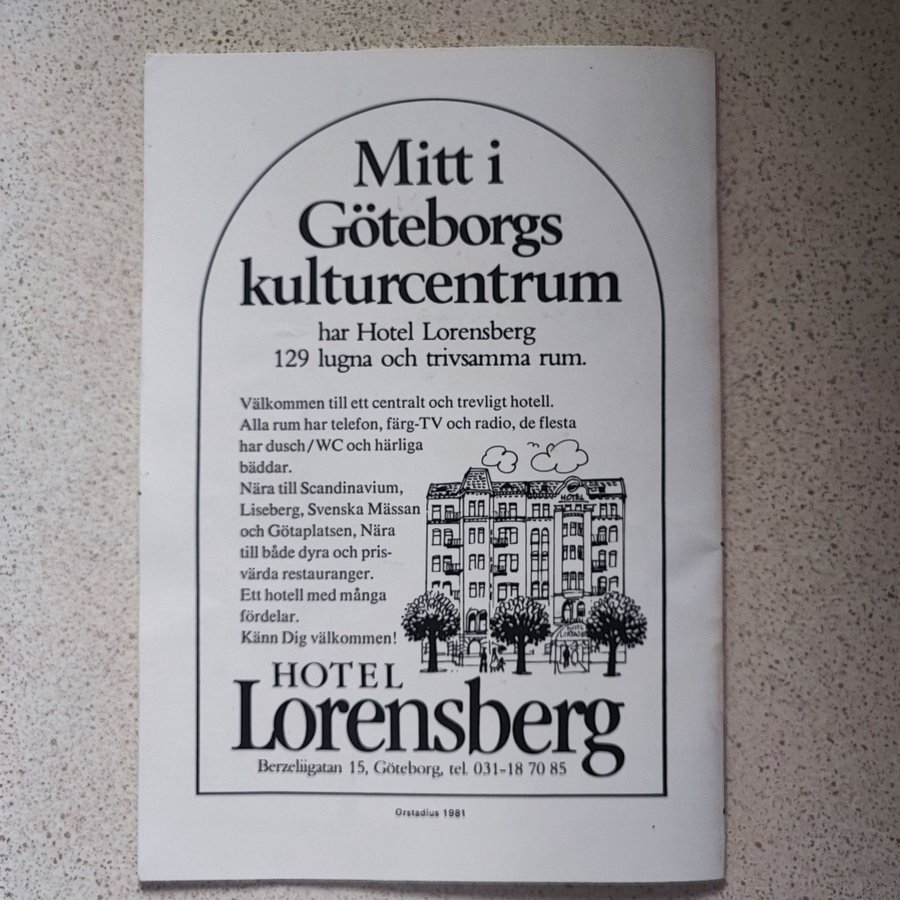 Mitt i
Göteborgs
kulturcentrum
har Hotel Lorensberg
129 lugna och trivsamma rum.
Välkommen till ett centralt och trevligt hotell.
Alla rum har telefon, färg-TV och radio, de flesta
har dusch/WC och härliga
bäddar.
Nära till Scandinavium,
Liseberg, Svenska Mässan
och Götaplatsen, Nära
till både dyra och pris-
värda restauranger.
Ett hotell med många
fördelar.
Känn Dig välkommen!
HOTEL
HOTEL
LORENSBERG
HOTEL
Lorensberg
Berzeliigatan 15, Göteborg, tel. 031-18 70 85
Orstadius 1981